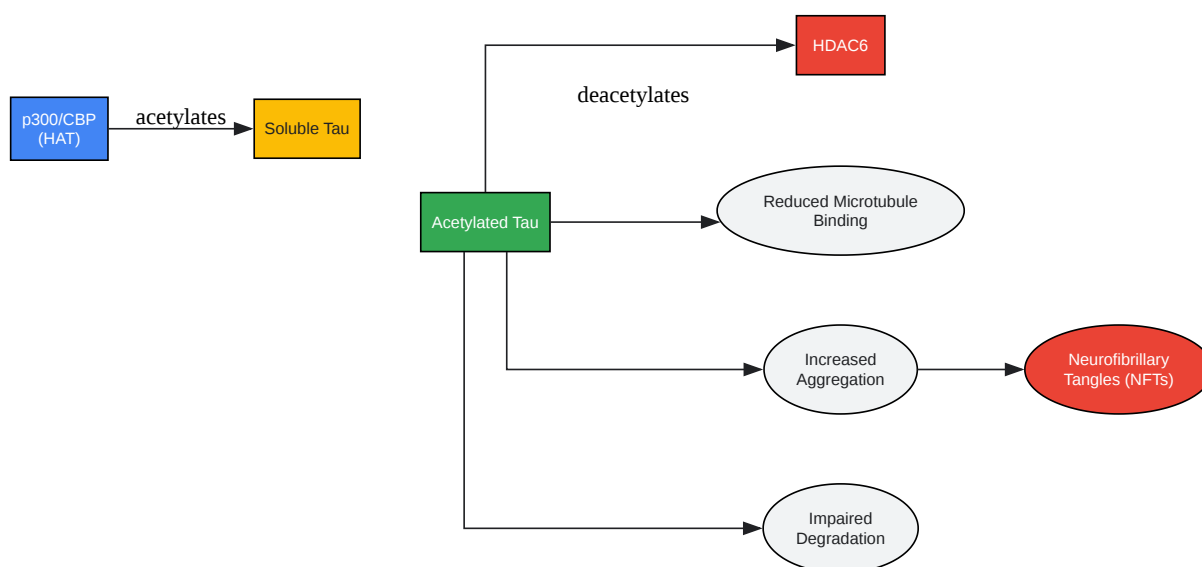 HDAC6
deacetylates
p300/CBP
(HAT)
acetylates
Soluble Tau
Acetylated Tau
Reduced Microtubule
Binding
Increased
Aggregation
Neurofibrillary
Tangles (NFTs)
Impaired
Degradation